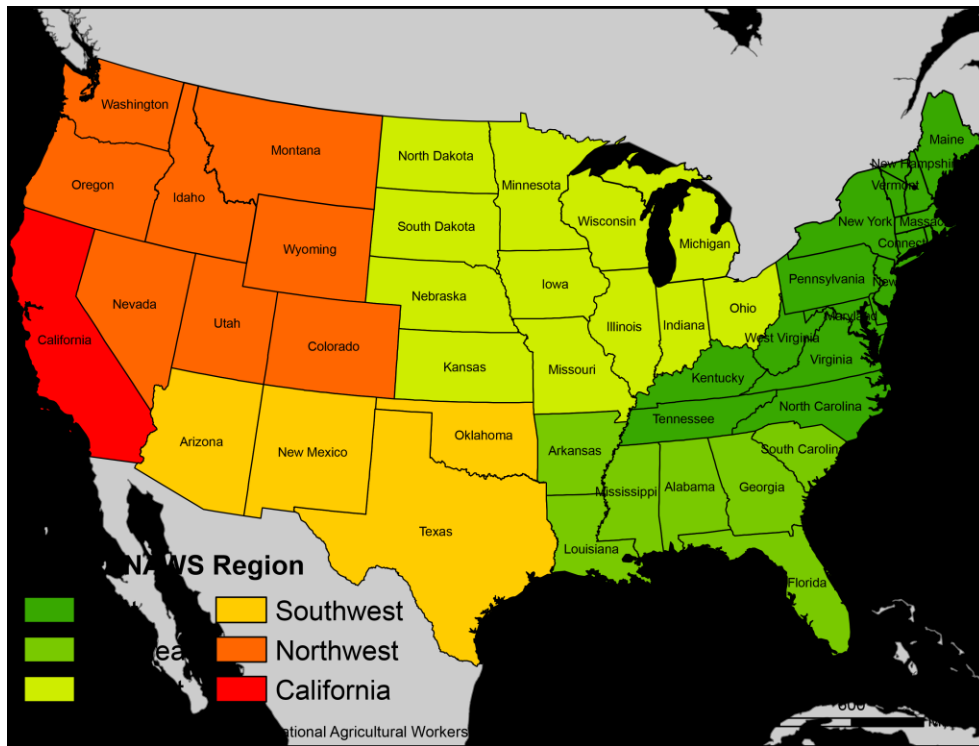 Washington
Montana
North Dakota
Minnesota
Maine
New Hampshire
Vermont
Oregon
Idaho
Wyoming
South Dakota
Wisconsin
Michigan
New York
Massac
Connect
Nebraska
Iowa
Pennsylvania
New
Nevada
Utah
Colorado
Illinois
Indiana
Ohio
Maryland
California
Kansas
Missouri
West Virginia
Virginia
Kentucky
Tennessee
North Carolina
Arizona
New Mexico
Oklahoma
Arkansas
South Carolina
Mississippi
Alabama
Georgia
Texas
Louisiana
Florida
NAWS Region
Southwest
Northwest
California
ational Agricultural Workers